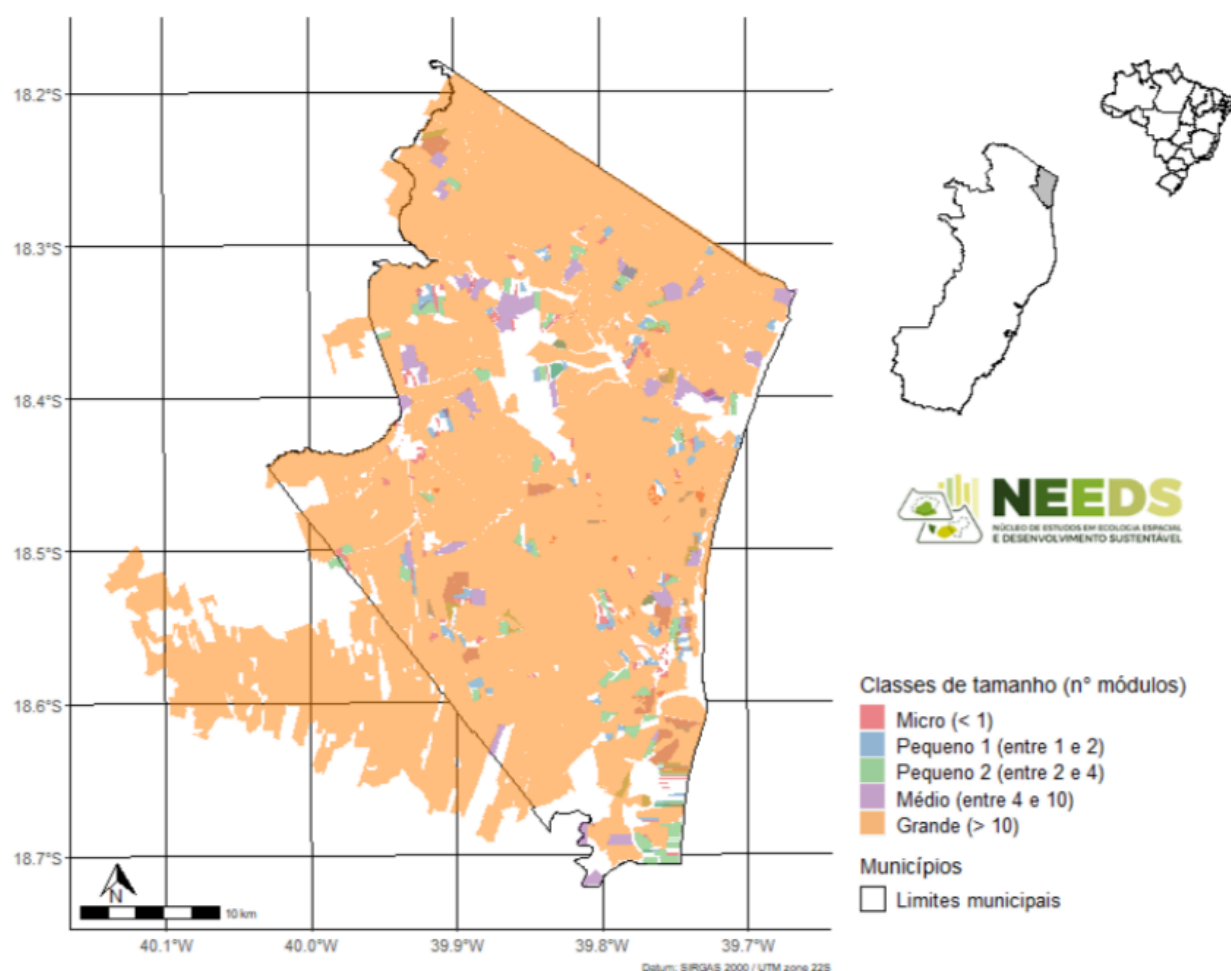 18.2°S
18.3°S
18.4°S
18.5°S
18.6°S
18.7°S
40.1°W
40.0°W
39.9°W
39.8°W
39.7°W
N
10 km
Datum: SIRGAS 2000 / UTM zone 22S
NEEDS
NÚCLEO DE ESTUDOS EM ECOLOGIA ESPACIAL
E DESENVOLVIMENTO SUSTENTÁVEL
Classes de tamanho (n° módulos)
Micro (< 1)
Pequeno 1 (entre 1 e 2)
Pequeno 2 (entre 2 e 4)
Médio (entre 4 e 10)
Grande (> 10)
Municípios
Limites municipais